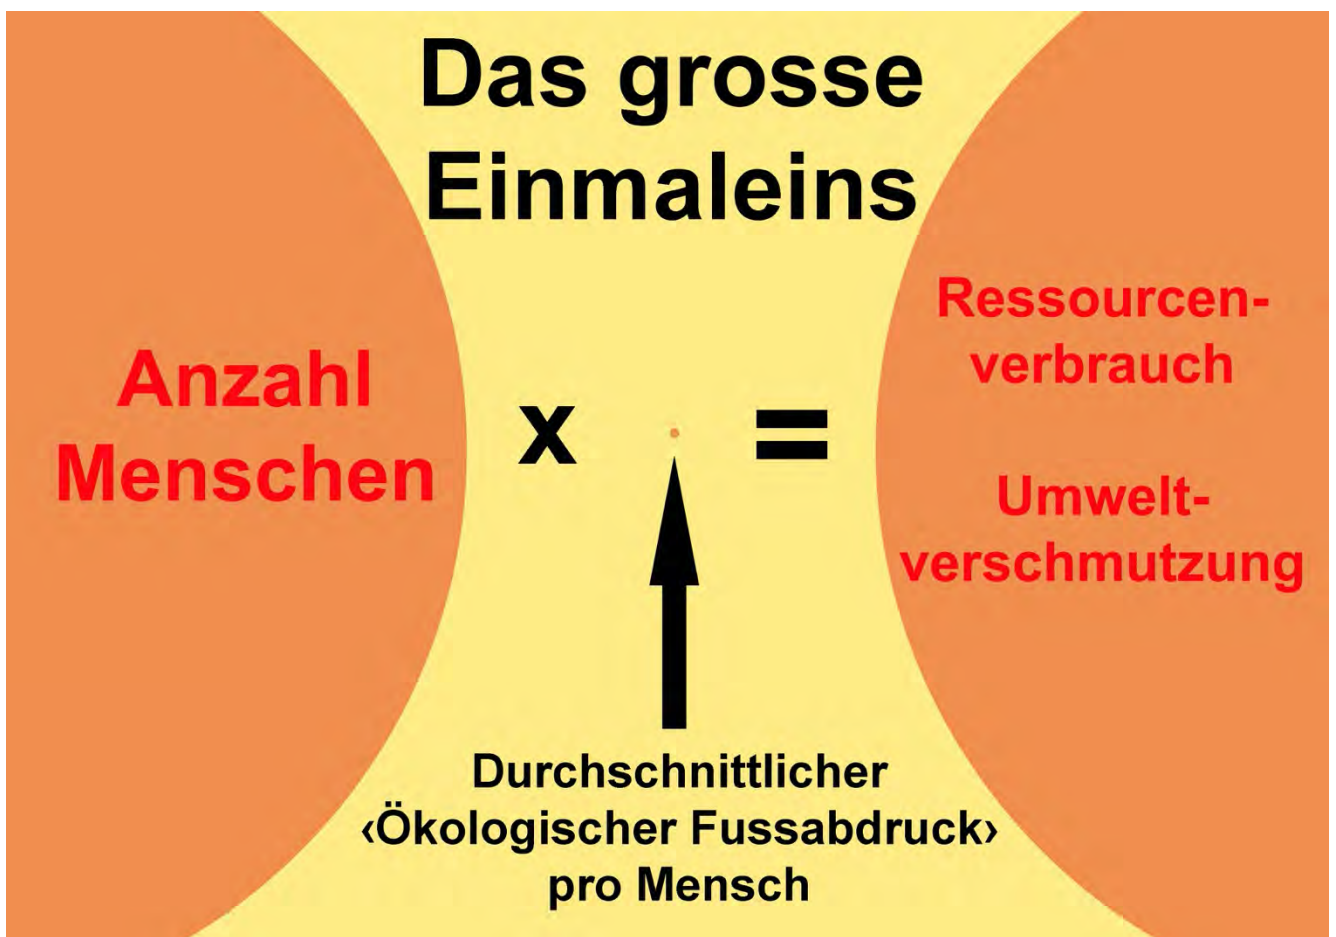 Das grosse
Einmaleins
Anzahl
Menschen
x
=
Ressourcen-
verbrauch
Umwelt-
verschmutzung
Durchschnittlicher
‹Ökologischer Fussabdruck›
pro Mensch